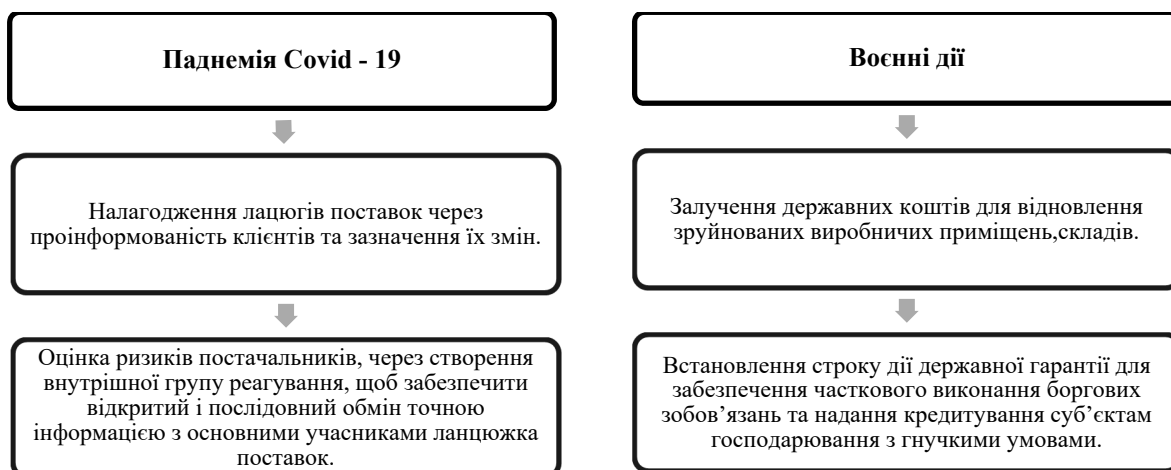 Паднемія Covid - 19
Налагодження лацюгів поставок через
проінформованість клієнтів та зазначення їх змін.
Оцінка ризиків постачальників, через створення
внутрішної групу реагування, щоб забезпечити
відкритий і послідовний обмін точною
інформацією з основними учасниками ланцюжка
поставок.
Воєнні дії
Залучення державних коштів для відновлення
зруйнованих виробничих приміщень,складів.
Встановлення строку дії державної гарантії для
забезпечення часткового виконання боргових
зобов’язань та надання кредитування суб’єктам
господарювання з гнучкими умовами.